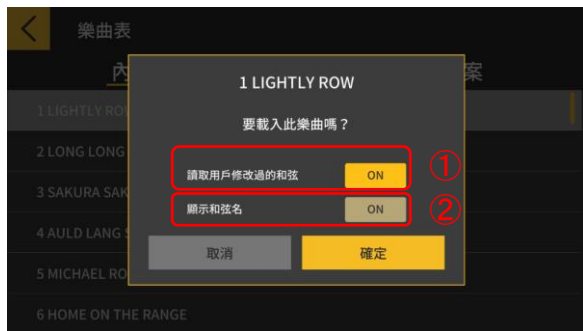 樂曲表
內
案
1 LIGHTLY RO
2 LONG LONG
3 SAKURA SAK
4 AULD LANG S
5 MICHAEL RO
6 HOME ON THE RANGE
1 LIGHTLY ROW
要載入此樂曲嗎？
讀取用戶修改過的和弦
ON
①
顯示和弦名
ON
②
取消
確定